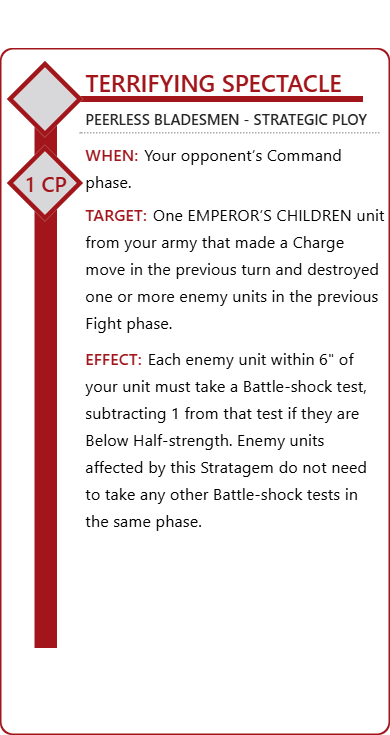 TERRIFYING SPECTACLE
PEERLESS BLADESMEN - STRATEGIC PLOY
WHEN: Your opponent’s Command
phase.
1 CP
TARGET: One EMPEROR’S CHILDREN unit
from your army that made a Charge
move in the previous turn and destroyed
one or more enemy units in the previous
Fight phase.
EFFECT: Each enemy unit within 6" of
your unit must take a Battle-shock test,
subtracting 1 from that test if they are
Below Half-strength. Enemy units
affected by this Stratagem do not need
to take any other Battle-shock tests in
the same phase.